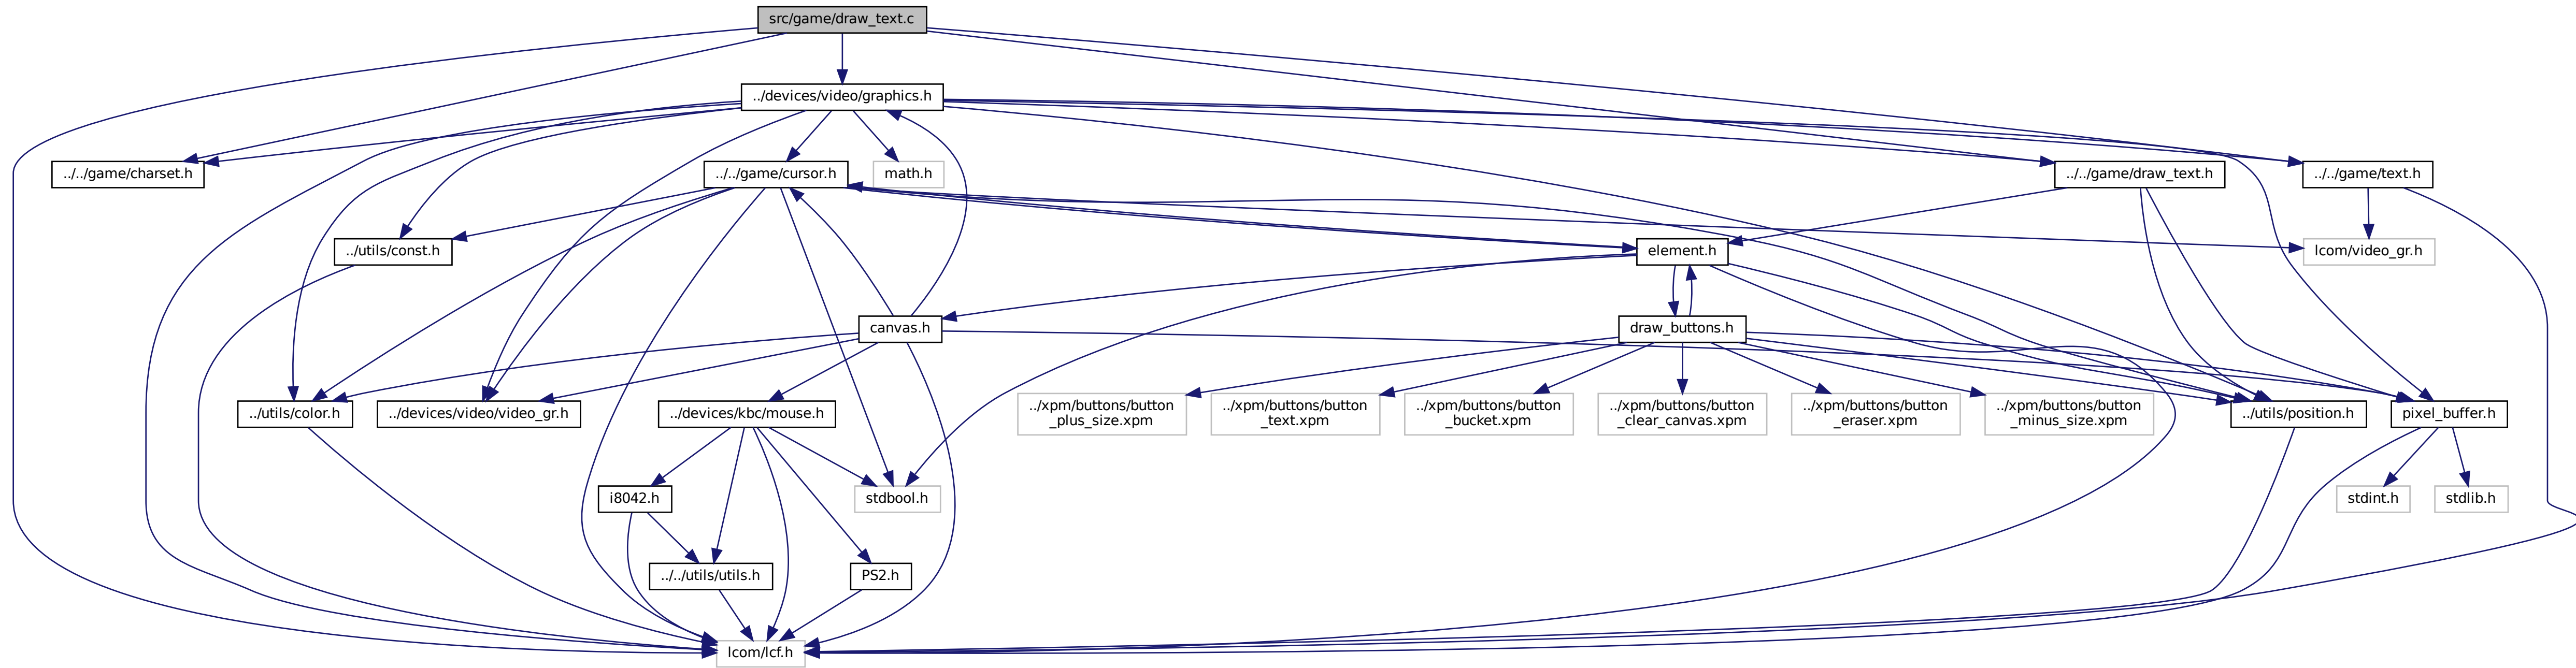 src/game/draw_text.c
../devices/video/graphics.h
../../game/charset.h
../../game/cursor.h
math.h
../../game/draw_text.h
../../game/text.h
../utils/const.h
element.h
lcom/video_gr.h
canvas.h
draw_buttons.h
../utils/color.h
../devices/video/video_gr.h
../devices/kbc/mouse.h
../xpm/buttons/button
_plus_size.xpm
../xpm/buttons/button
_text.xpm
../xpm/buttons/button
_bucket.xpm
../xpm/buttons/button
_clear_canvas.xpm
../xpm/buttons/button
_eraser.xpm
../xpm/buttons/button
_minus_size.xpm
../utils/position.h
pixel_buffer.h
i8042.h
stdbool.h
stdint.h
stdlib.h
../../utils/utils.h
PS2.h
lcom/lcf.h